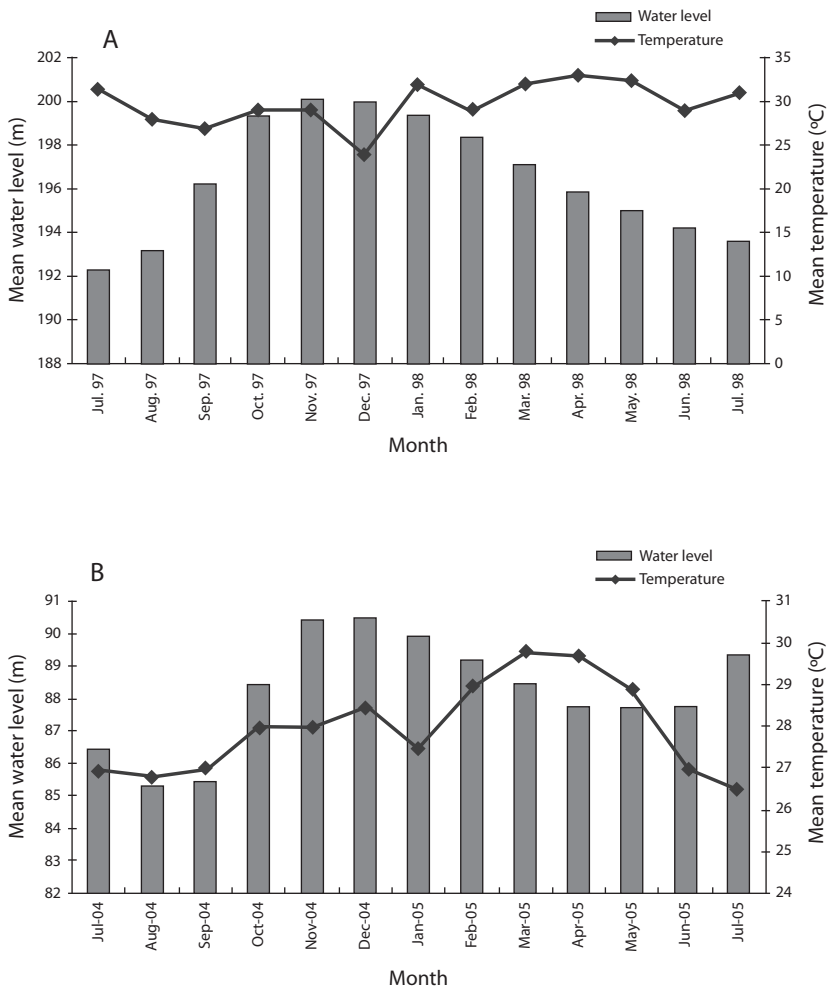 A
Water level
Temperature
Mean water level (m)
202
200
198
196
194
192
190
188
35
30
25
20
15
10
5
0
Mean temperature (ºC)
Jul. 97
Aug. 97
Sep. 97
Oct. 97
Nov. 97
Dec. 97
Jan. 98
Feb. 98
Mar. 98
Apr. 98
May. 98
Jun. 98
Jul. 98
Month
B
Water level
Temperature
Mean water level (m)
91
90
89
88
87
86
85
84
83
82
31
30
29
28
27
26
25
24
Mean temperature (ºC)
Jul-04
Aug-04
Sep-04
Oct-04
Nov-04
Dec-04
Jan-05
Feb-05
Mar-05
Apr-05
May-05
Jun-05
Jul-05
Month